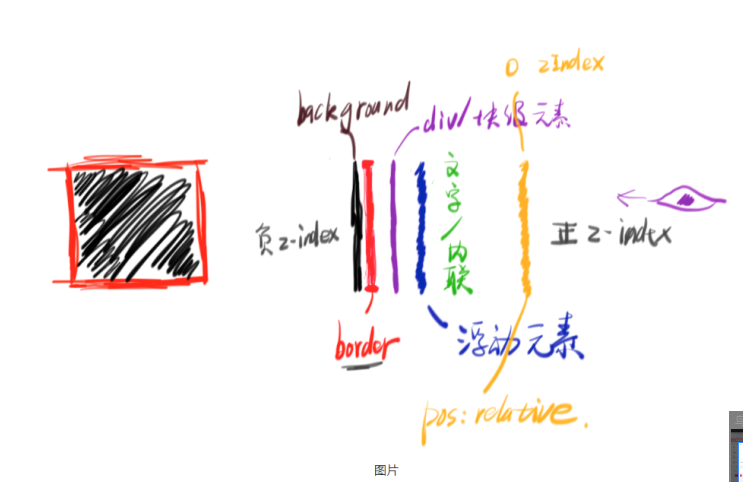 0 zIndex
background
div/块级元素
文字/内联
负z-index
正z-index
border
浮动元素
pos:relative.
图片